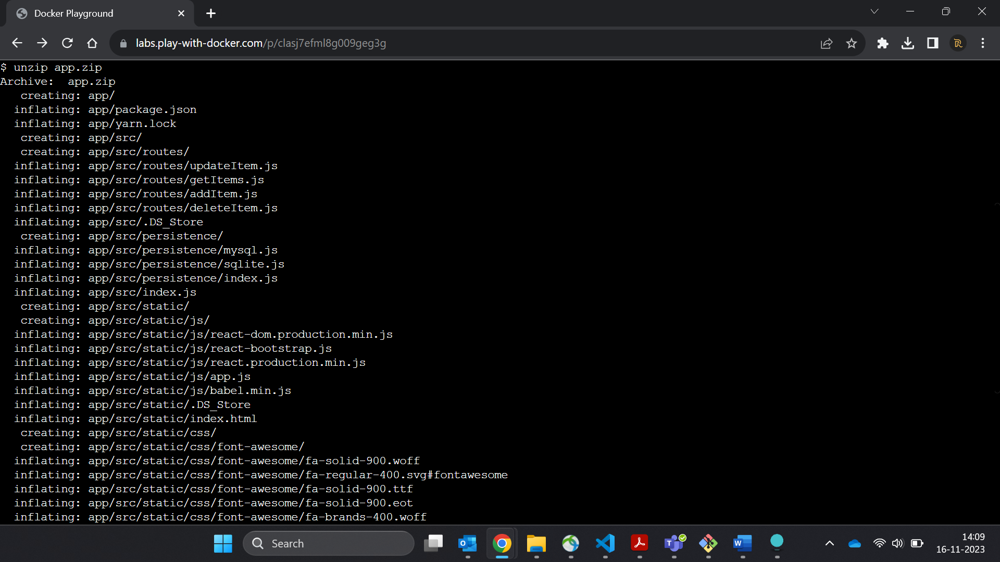 Docker Playground
labs.play-with-docker.com/p/clasj7efml8g009geg3g
$ unzip app.zip
Archive:  app.zip
   creating: app/
  inflating: app/package.json
  inflating: app/yarn.lock
   creating: app/src/
   creating: app/src/routes/
  inflating: app/src/routes/updateItem.js
  inflating: app/src/routes/getItems.js
  inflating: app/src/routes/addItem.js
  inflating: app/src/routes/deleteItem.js
  inflating: app/src/.DS_Store
   creating: app/src/persistence/
  inflating: app/src/persistence/mysql.js
  inflating: app/src/persistence/sqlite.js
  inflating: app/src/persistence/index.js
  inflating: app/src/index.js
   creating: app/src/static/
   creating: app/src/static/js/
  inflating: app/src/static/js/react-dom.production.min.js
  inflating: app/src/static/js/react-bootstrap.js
  inflating: app/src/static/js/react.production.min.js
  inflating: app/src/static/js/app.js
  inflating: app/src/static/js/babel.min.js
  inflating: app/src/static/.DS_Store
  inflating: app/src/static/index.html
   creating: app/src/static/css/
   creating: app/src/static/css/font-awesome/
  inflating: app/src/static/css/font-awesome/fa-solid-900.woff
  inflating: app/src/static/css/font-awesome/fa-regular-400.svg#fontawesome
  inflating: app/src/static/css/font-awesome/fa-solid-900.ttf
  inflating: app/src/static/css/font-awesome/fa-solid-900.eot
  inflating: app/src/static/css/font-awesome/fa-brands-400.woff
Search
14:09
16-11-2023